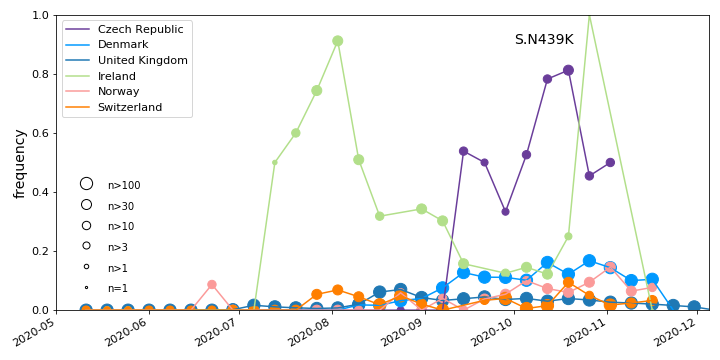 S.N439K
Czech Republic
Denmark
United Kingdom
Ireland
Norway
Switzerland
frequency
1.0
0.8
0.6
0.4
0.2
0.0
n>100
n>30
n>10
n>3
n>1
n=1
2020-05
2020-06
2020-07
2020-08
2020-09
2020-10
2020-11
2020-12